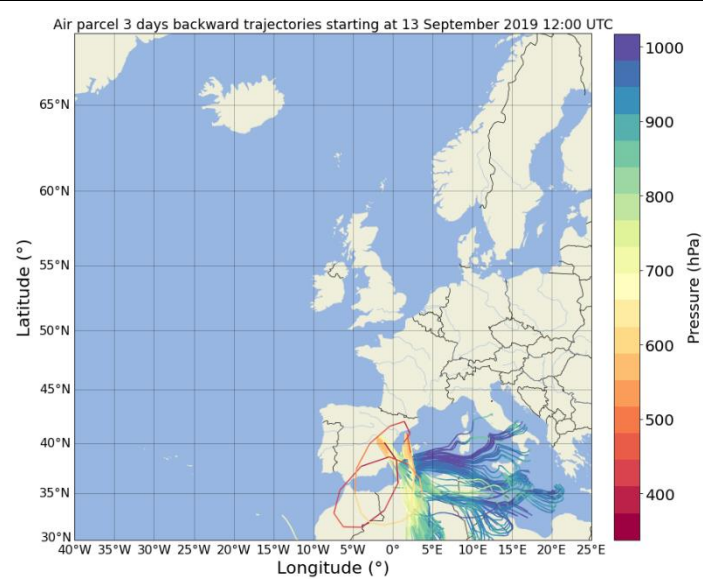 Air parcel 3 days backward trajectories starting at 13 September 2019 12:00 UTC
1000
65°N
900
60°N
800
55°N
Latitude (°)
700
Pressure (hPa)
50°N
600
45°N
500
40°N
35°N
400
30°N
40°W 35°W 30°W 25°W 20°W 15°W 10°W 5°W 0° 5°E 10°E 15°E 20°E 25°E
Longitude (°)